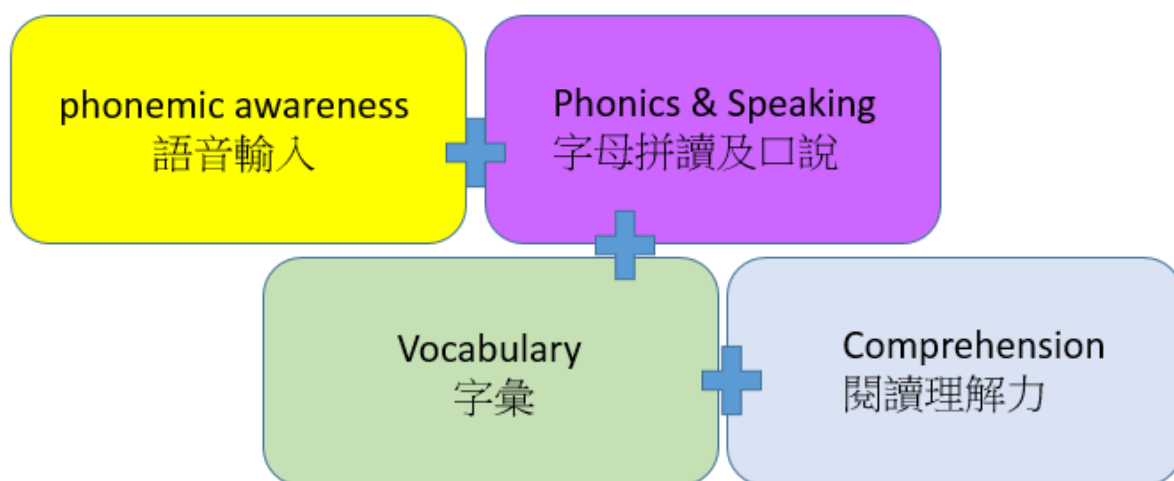 phonemic awareness
語音輸入
Phonics & Speaking
字母拼讀及口說
Vocabulary
字彙
Comprehension
閱讀理解力